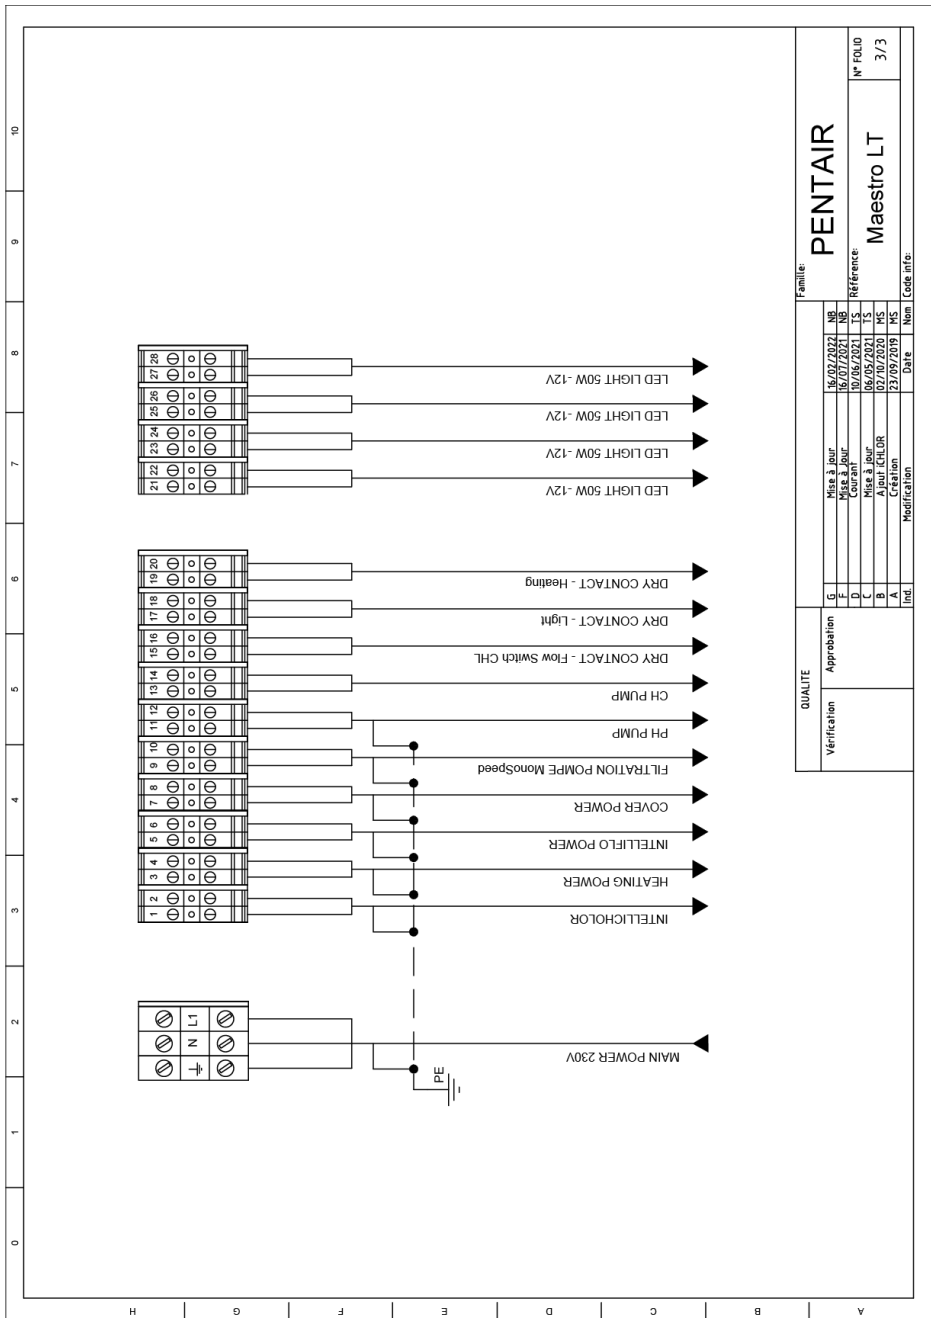 10
9
8
7
6
5
4
3
2
1
0
28
27
26
25
24
23
22
21
20
19
18
17
16
15
14
13
12
11
10
9
8
7
6
5
4
3
2
1
L1
N
LED LIGHT 50W -12V
LED LIGHT 50W -12V
LED LIGHT 50W -12V
LED LIGHT 50W -12V
DRY CONTACT - Heating
DRY CONTACT - Light
DRY CONTACT - Flow Switch CHL
CH PUMP
PH PUMP
FILTRATION POMPE MonoSpeed
COVER POWER
INTELLIFLO POWER
HEATING POWER
INTELLICHOLOR
MAIN POWER 230V
PE
Famille:
PENTAIR
N° FOLIO
3/3
Référence:
Maestro LT
Code info:
QUALITE
Vérification
Approbation
G Mise à jour 16/02/2022 NB
F Mise à Jour 16/07/2021 NB
D Courant 10/06/2021 TS
C Mise à jour 06/05/2021 TS
B Ajout iCHLOR 02/10/2020 MS
A Création 23/09/2019 MS
Ind. Modification Date Nom
H
G
F
E
D
C
B
A